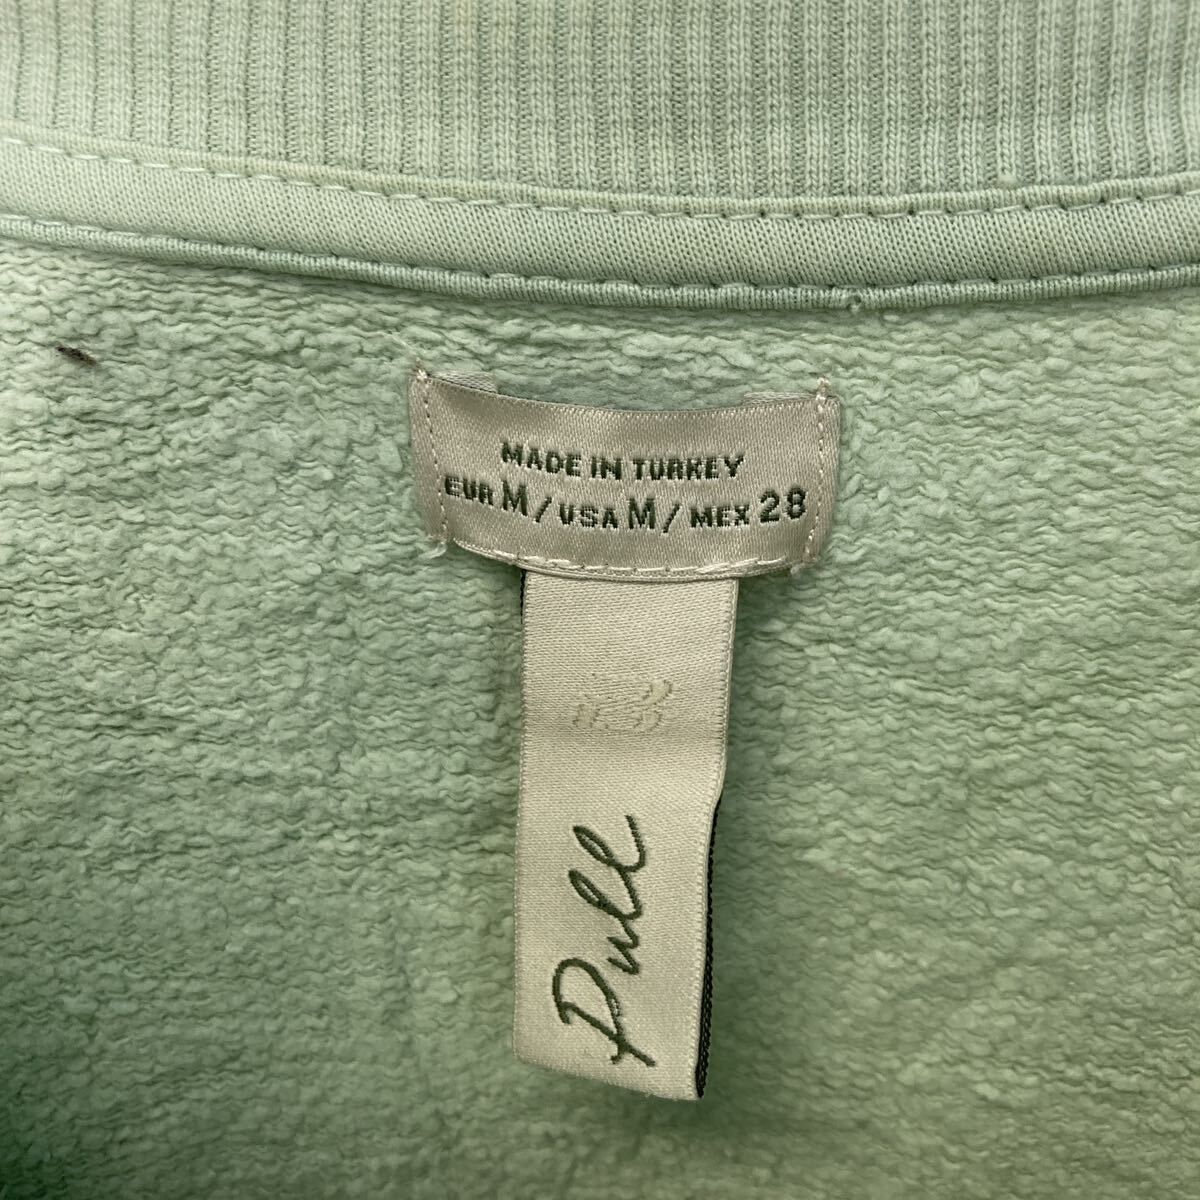 MADE IN TURKEY
EUR M / USA M / MEX 28
Pull